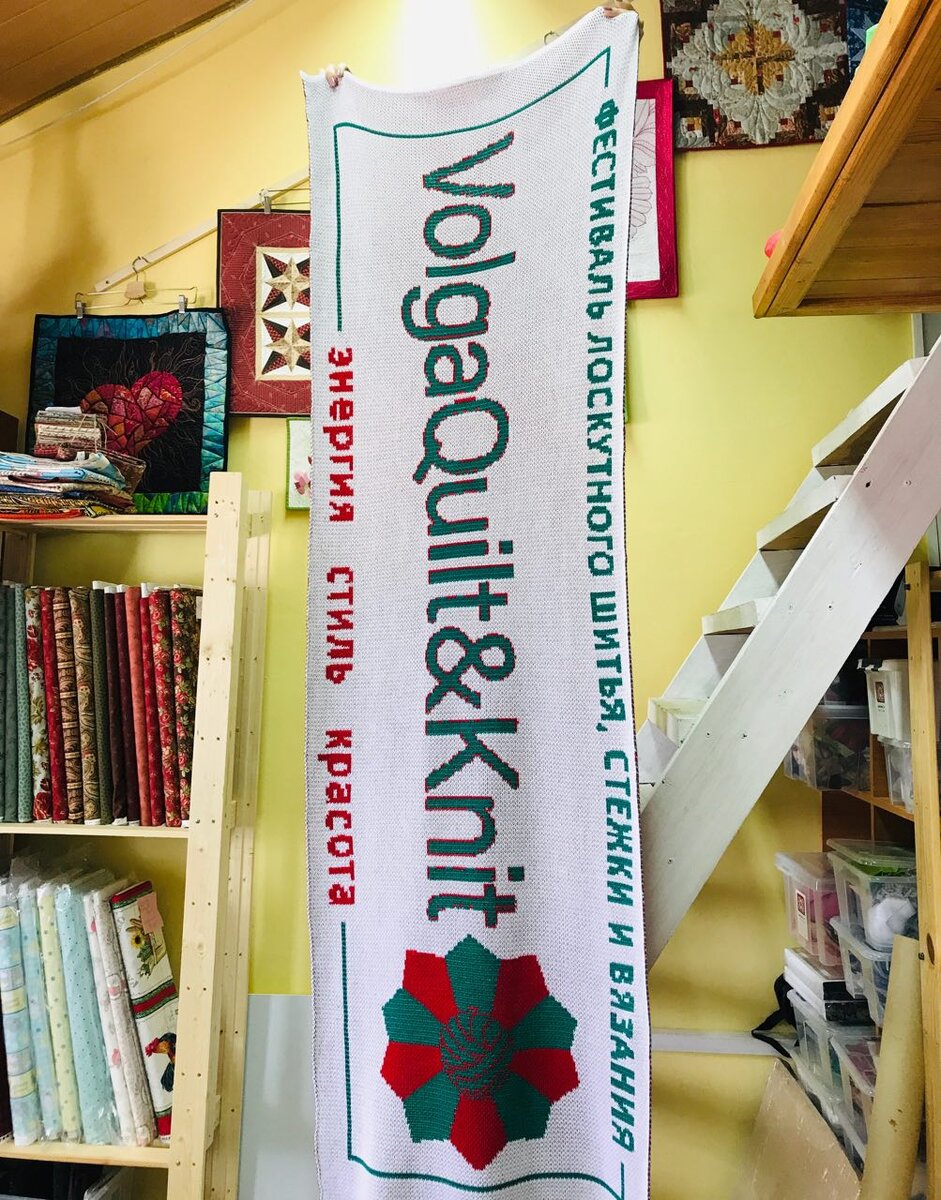 ФЕСТИВАЛЬ ЛОСКУТНОГО ШИТЬЯ, СТЕЖКИ И ВЯЗАНИЯ
VolgaQuilt&Knit
энергия стиль красота